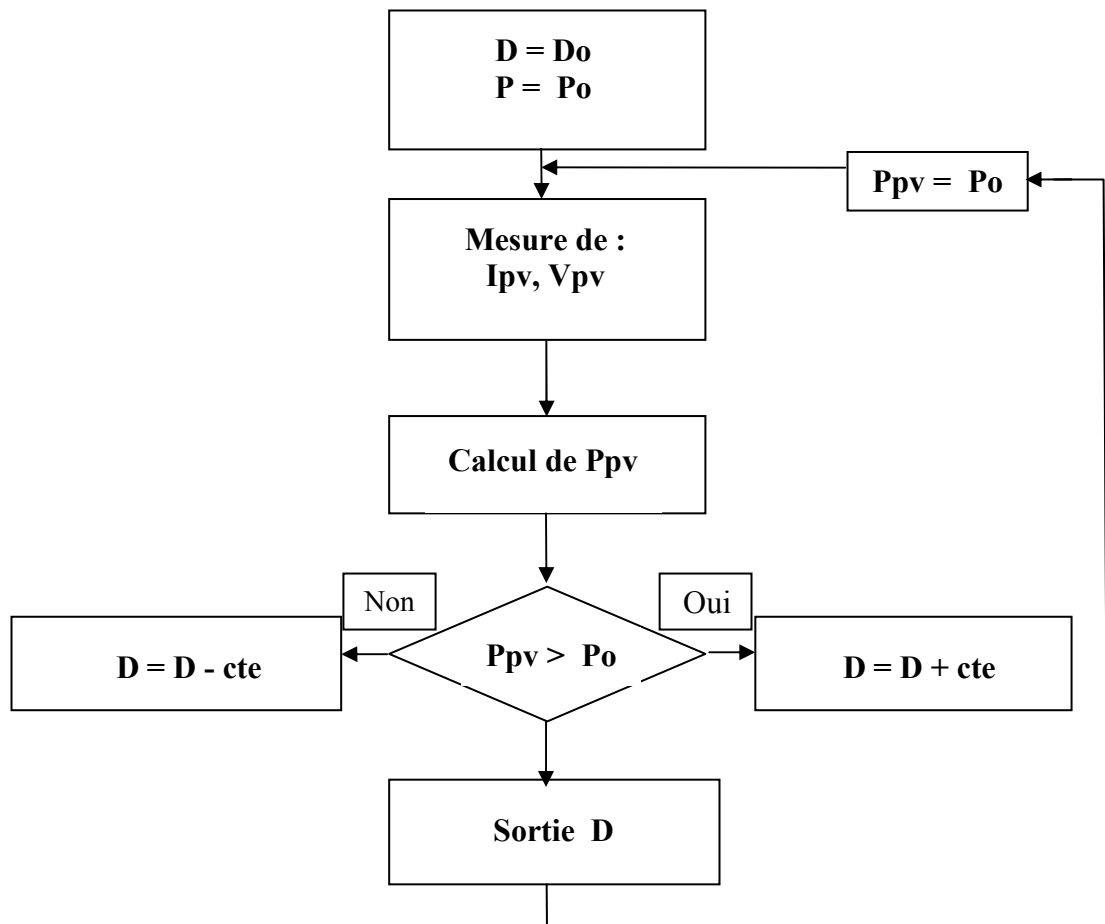 D = Do
P = Po
Ppv = Po
Mesure de :
Ipv, Vpv
Calcul de Ppv
Non
Oui
D = D - cte
Ppv > Po
D = D + cte
Sortie D